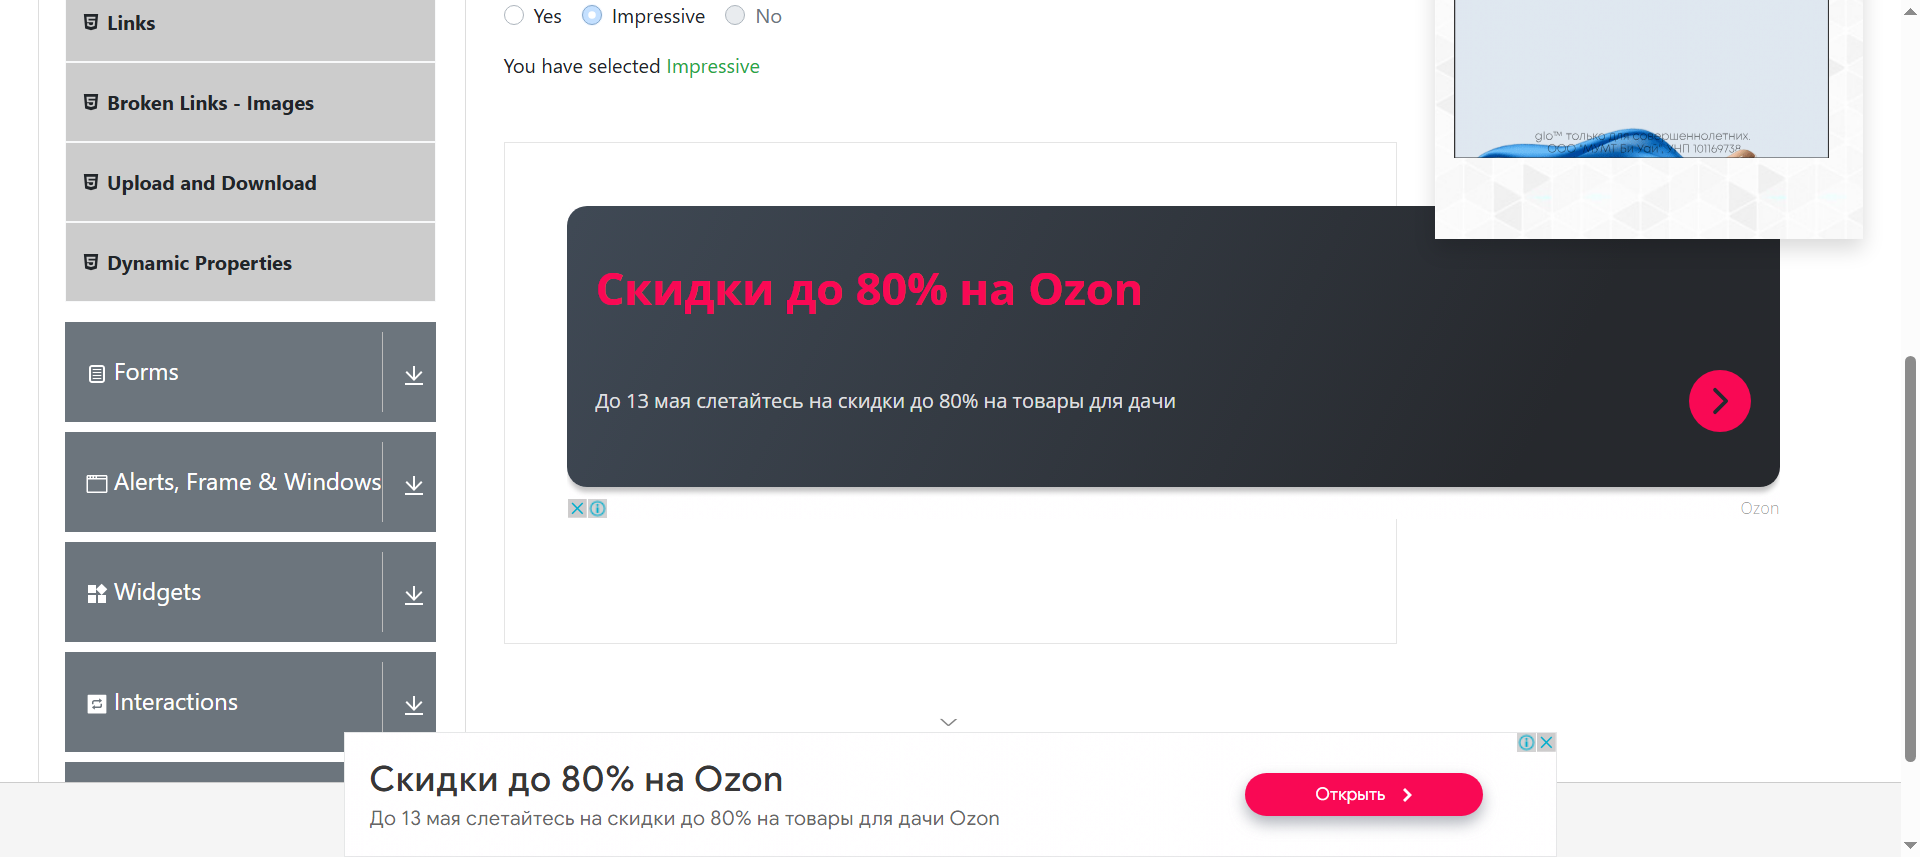 Links
Broken Links - Images
Upload and Download
Dynamic Properties
Forms
Alerts, Frame & Windows
Widgets
Interactions
Yes Impressive No
You have selected Impressive
glo™ только для совершеннолетних.
ООО "МУМТ Би Уай", УНП 101169738
Скидки до 80% на Ozon
До 13 мая слетайтесь на скидки до 80% на товары для дачи
Ozon
Скидки до 80% на Ozon
До 13 мая слетайтесь на скидки до 80% на товары для дачи Ozon
Открыть